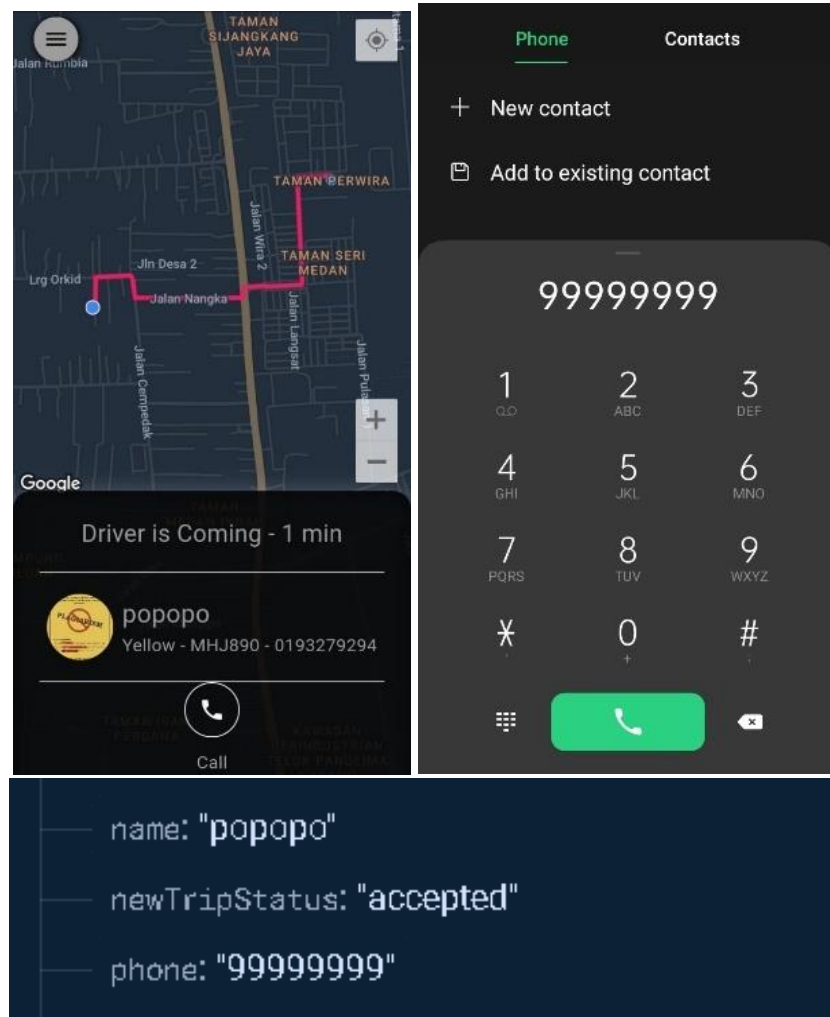 TAMAN
SIJANGKANG
JAYA
Jalan Rumbia
TAMAN PERWIRA
Jalan Wira 2
TAMAN SERI
MEDAN
Jln Desa 2
Lrg Orkid
Jalan Nangka
Jalan Langsat
Jalan Cempedak
+
−
Google
Driver is Coming - 1 min
popopo
Yellow - MHJ890 - 0193279294
Call
Phone Contacts
+ New contact
Add to existing contact
99999999
1 2 3
ABC DEF
4 5 6
GHI JKL MNO
7 8 9
PQRS TUV WXYZ
* 0 #
+
name: "popopo"
newTripStatus: "accepted"
phone: "99999999"